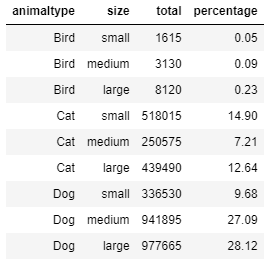 animaltype size total percentage
Bird small 1615 0.05
Bird medium 3130 0.09
Bird large 8120 0.23
Cat small 518015 14.90
Cat medium 250575 7.21
Cat large 439490 12.64
Dog small 336530 9.68
Dog medium 941895 27.09
Dog large 977665 28.12